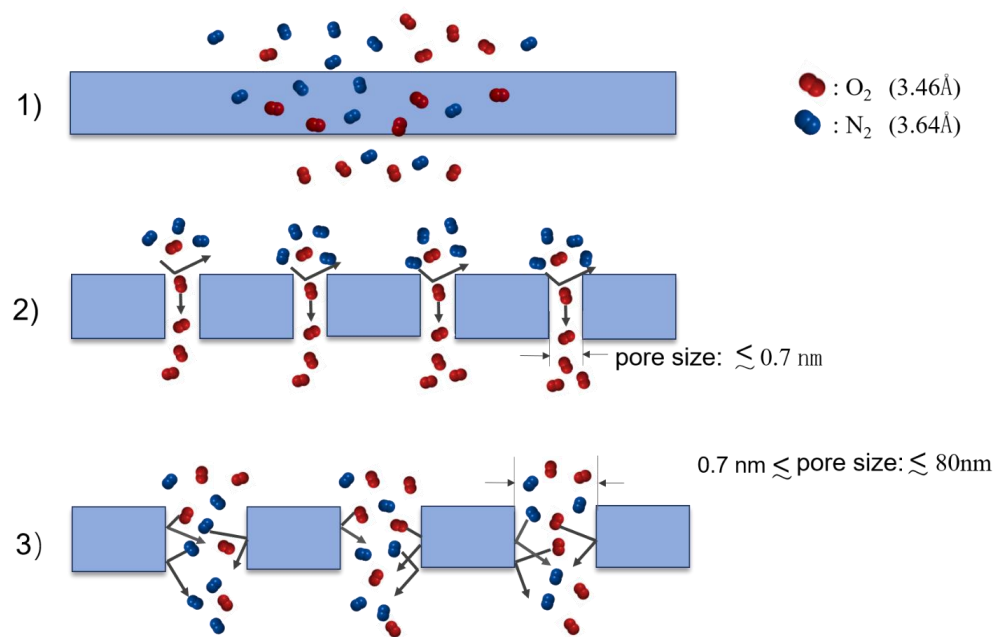 1)
: O₂ (3.46Å)
: N₂ (3.64Å)
2)
pore size: ≲ 0.7 nm
0.7 nm ≲ pore size: ≲ 80nm
3)